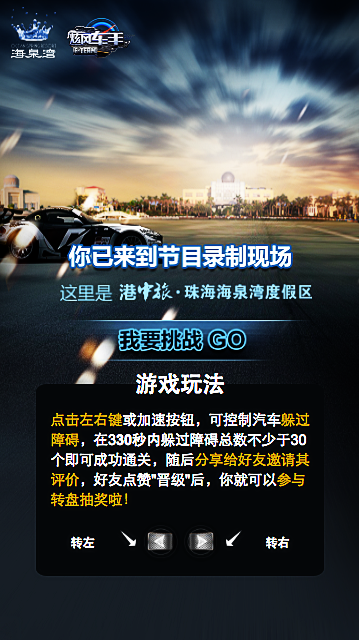 海泉湾
炫风车手
你已来到节目录制现场
这里是 港中旅·珠海海泉湾度假区
我要挑战 GO
游戏玩法
点击左右键或加速按钮，可控制汽车躲过
障碍，在330秒内躲过障碍总数不少于30
个即可成功通关，随后分享给好友邀请其
评价，好友点赞"晋级"后，你就可以参与
转盘抽奖啦！
转左 转右